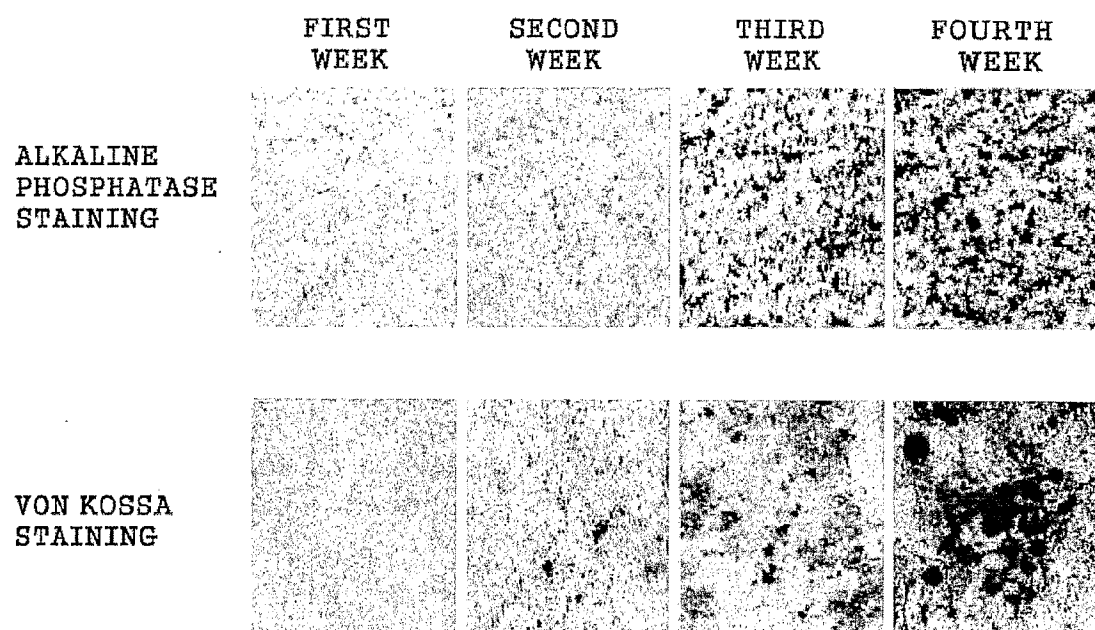 FIRST
WEEK
SECOND
WEEK
THIRD
WEEK
FOURTH
WEEK
ALKALINE
PHOSPHATASE
STAINING
VON KOSSA
STAINING